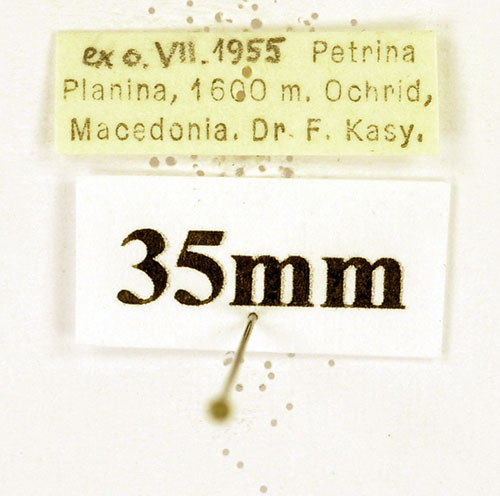 ex o. VII. 1955 Petrina
Planina, 1600 m. Ochrid,
Macedonia. Dr. F. Kasy.
35mm